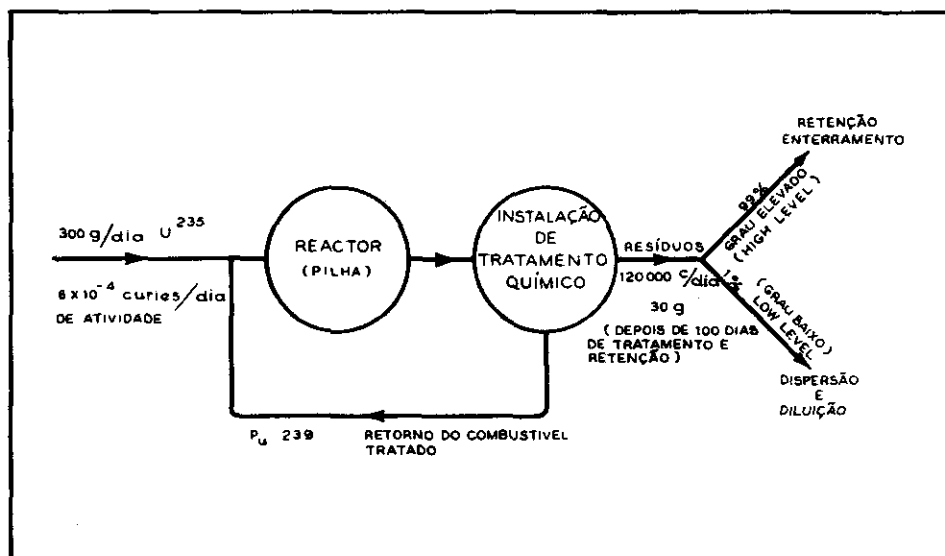 300 g/dia U 235
6 x 10⁻⁴ curies/dia
DE ATIVIDADE
REACTOR
(PILHA)
INSTALAÇÃO
DE
TRATAMENTO
QUÍMICO
RESÍDUOS
120 000 c/dia
30 g
(DEPOIS DE 100 DIAS
DE TRATAMENTO E
RETENÇÃO)
RETENÇÃO
ENTERRAMENTO
99%
GRAU ELEVADO
(HIGH LEVEL)
1%
(GRAU BAIXO)
LOW LEVEL
DISPERSÃO
E
DILUIÇÃO
Pu 239
RETORNO DO COMBUSTIVEL
TRATADO